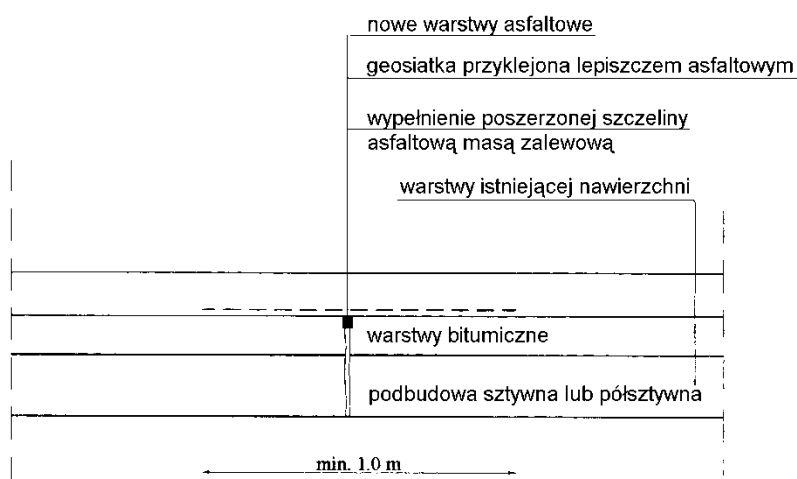 nowe warstwy asfaltowe
geosiatka przyklejona lepiszczem asfaltowym
wypełnienie poszerzonej szczeliny
asfaltową masą zalewową
warstwy istniejącej nawierzchni
warstwy bitumiczne
podbudowa sztywna lub półsztywna
min. 1.0 m